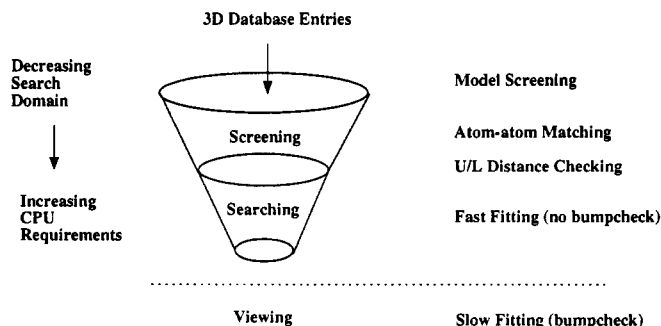 3D Database Entries
Decreasing
Search
Domain
Model Screening
Screening
Atom-atom Matching
U/L Distance Checking
Increasing
CPU
Requirements
Searching
Fast Fitting (no bumpcheck)
Viewing
Slow Fitting (bumpcheck)